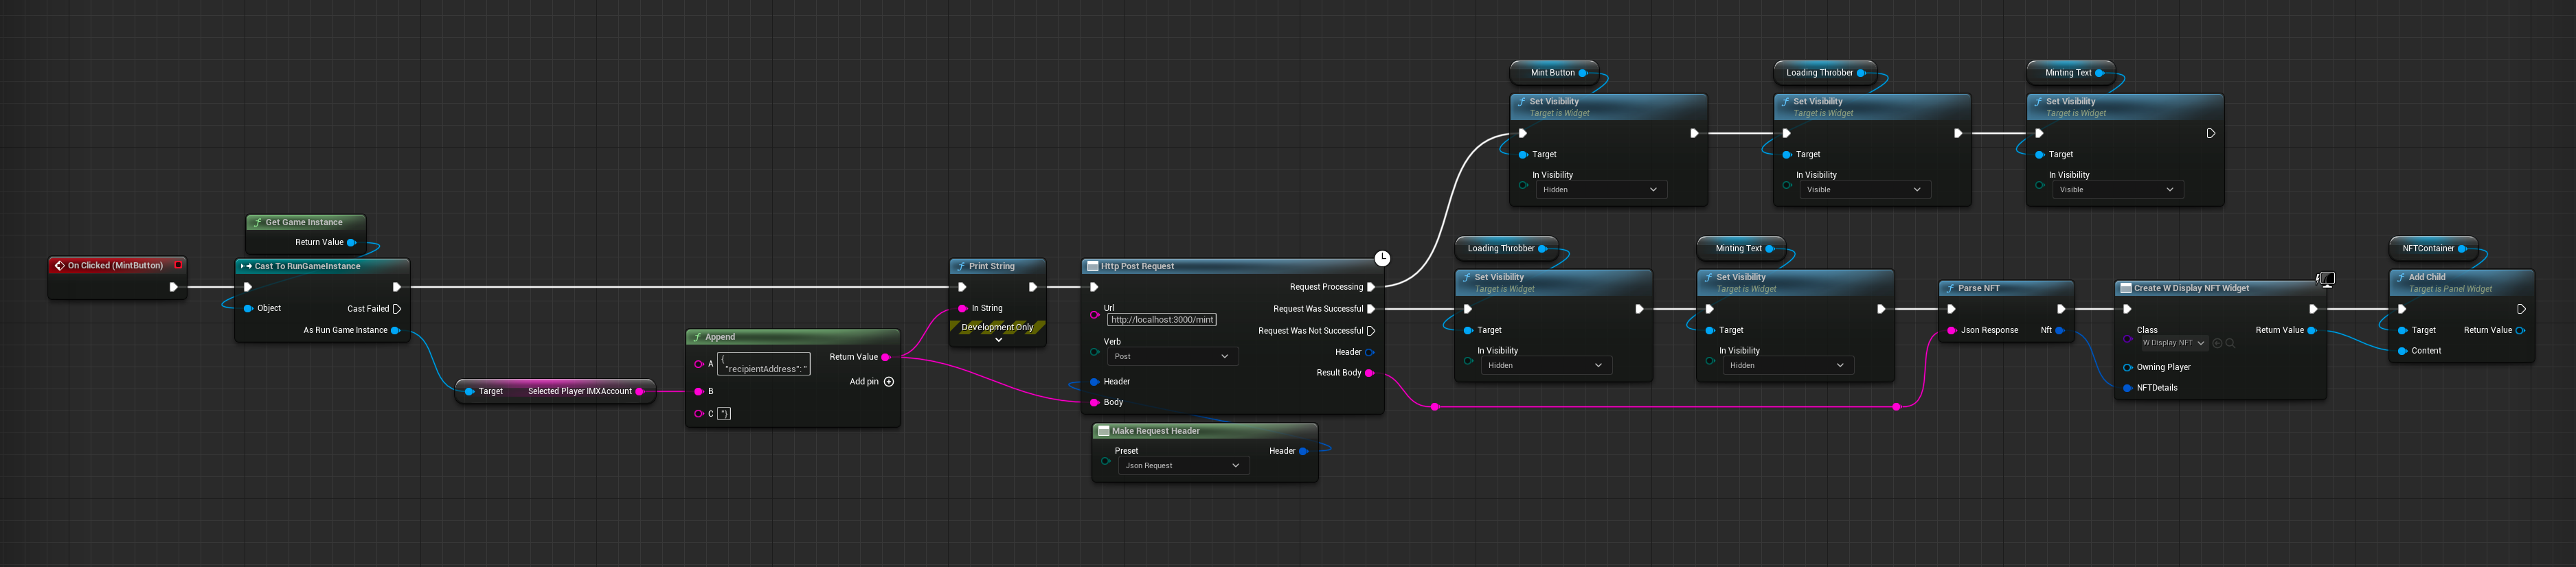 Get Game Instance
Return Value
On Clicked (MintButton)
Cast To RunGameInstance
Object
Cast Failed
As Run Game Instance
Target
Selected Player IMXAccount
Append
A
{
"recipientAddress": "
Return Value
Add pin
B
C
"}
Print String
In String
Development Only
Http Post Request
Request Processing
Url
http://localhost:3000/mint
Request Was Successful
Request Was Not Successful
Verb
Post
Header
Result Body
Header
Body
Make Request Header
Preset
Json Request
Header
Mint Button
Set Visibility
Target is Widget
Target
In Visibility
Hidden
Loading Throbber
Set Visibility
Target is Widget
Target
In Visibility
Visible
Minting Text
Set Visibility
Target is Widget
Target
In Visibility
Visible
Loading Throbber
Set Visibility
Target is Widget
Target
In Visibility
Hidden
Minting Text
Set Visibility
Target is Widget
Target
In Visibility
Hidden
Parse NFT
Json Response
Nft
Create W Display NFT Widget
Class
W Display NFT
Return Value
Owning Player
NFTDetails
NFTContainer
Add Child
Target is Panel Widget
Target
Return Value
Content